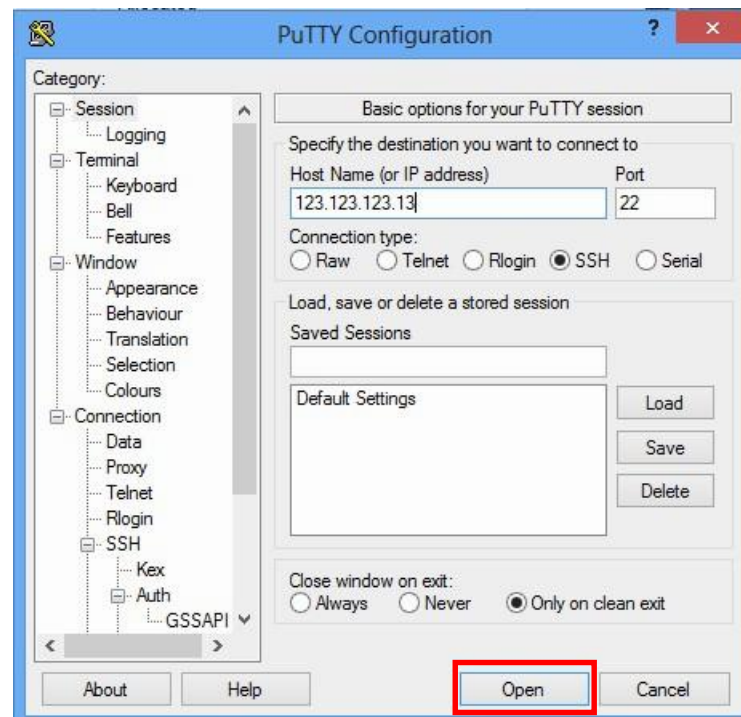 PuTTY Configuration
?
×
Category:
Session
Logging
Terminal
Keyboard
Bell
Features
Window
Appearance
Behaviour
Translation
Selection
Colours
Connection
Data
Proxy
Telnet
Rlogin
SSH
Kex
Auth
GSSAPI
Basic options for your PuTTY session
Specify the destination you want to connect to
Host Name (or IP address) Port
123.123.123.13 22
Connection type:
Raw Telnet Rlogin SSH Serial
Load, save or delete a stored session
Saved Sessions
Default Settings
Load
Save
Delete
Close window on exit:
Always Never Only on clean exit
About Help Open Cancel